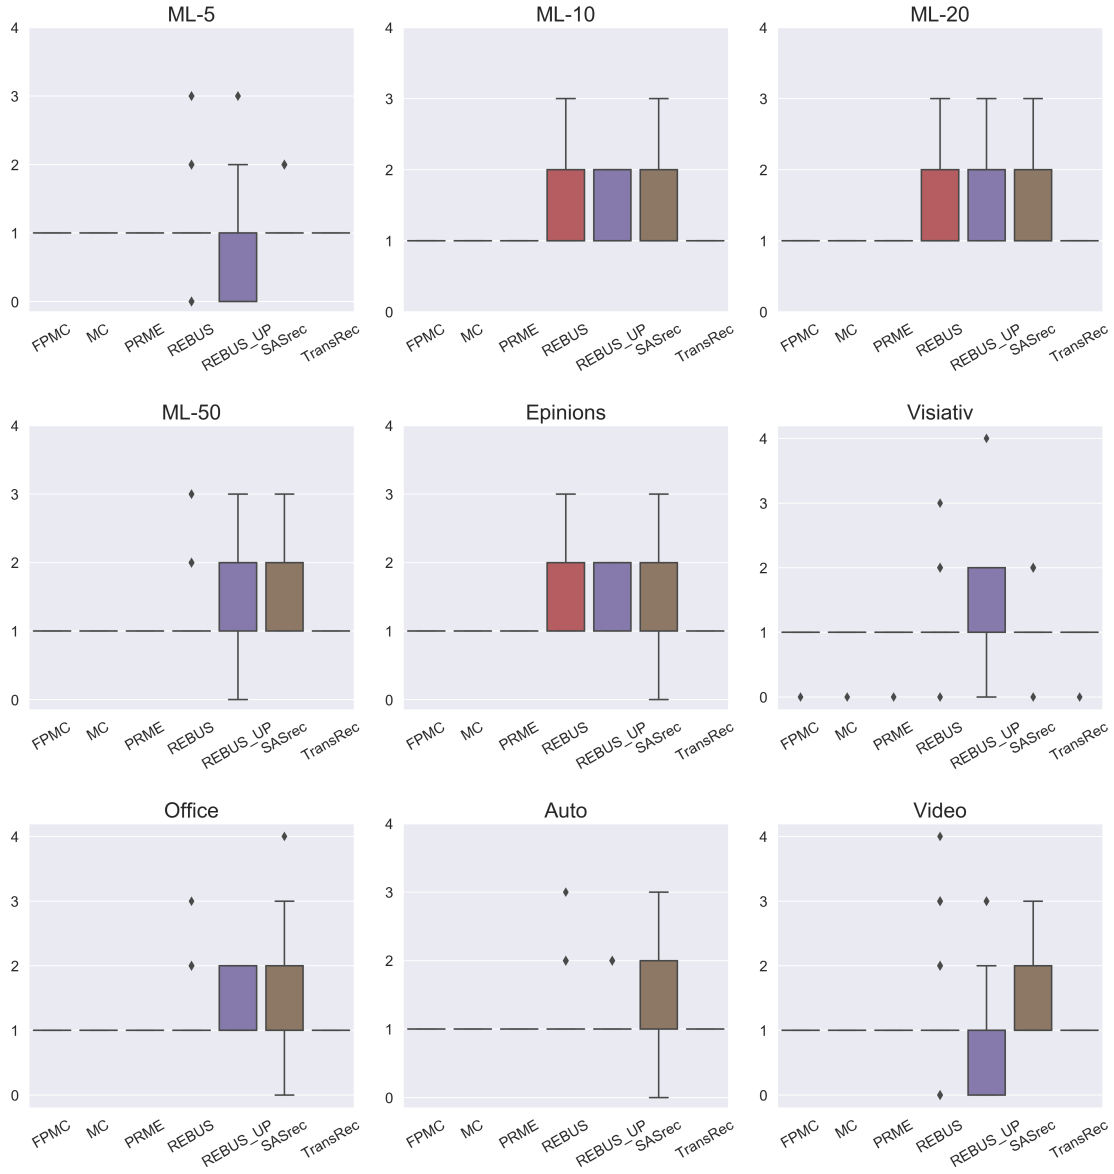 ML-5
ML-10
ML-20
4
3
2
1
0
FPMC MC PRME REBUS REBUS_UP SASrec TransRec
4
3
2
1
0
FPMC MC PRME REBUS REBUS_UP SASrec TransRec
4
3
2
1
0
FPMC MC PRME REBUS REBUS_UP SASrec TransRec
ML-50
Epinions
Visiativ
4
3
2
1
0
FPMC MC PRME REBUS REBUS_UP SASrec TransRec
4
3
2
1
0
FPMC MC PRME REBUS REBUS_UP SASrec TransRec
4
3
2
1
0
FPMC MC PRME REBUS REBUS_UP SASrec TransRec
Office
Auto
Video
4
3
2
1
0
FPMC MC PRME REBUS REBUS_UP SASrec TransRec
4
3
2
1
0
FPMC MC PRME REBUS REBUS_UP SASrec TransRec
4
3
2
1
0
FPMC MC PRME REBUS REBUS_UP SASrec TransRec